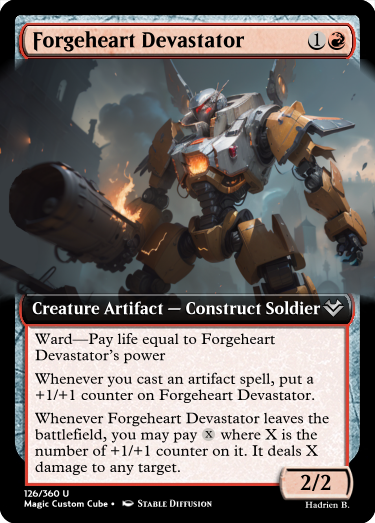 Forgeheart Devastator 1
Creature Artifact — Construct Soldier
Ward—Pay life equal to Forgeheart
Devastator's power
Whenever you cast an artifact spell, put a
+1/+1 counter on Forgeheart Devastator.
Whenever Forgeheart Devastator leaves the
battlefield, you may pay X where X is the
number of +1/+1 counter on it. It deals X
damage to any target.
2/2
126/360 U
Magic Custom Cube • Stable Diffusion
Hadrien B.